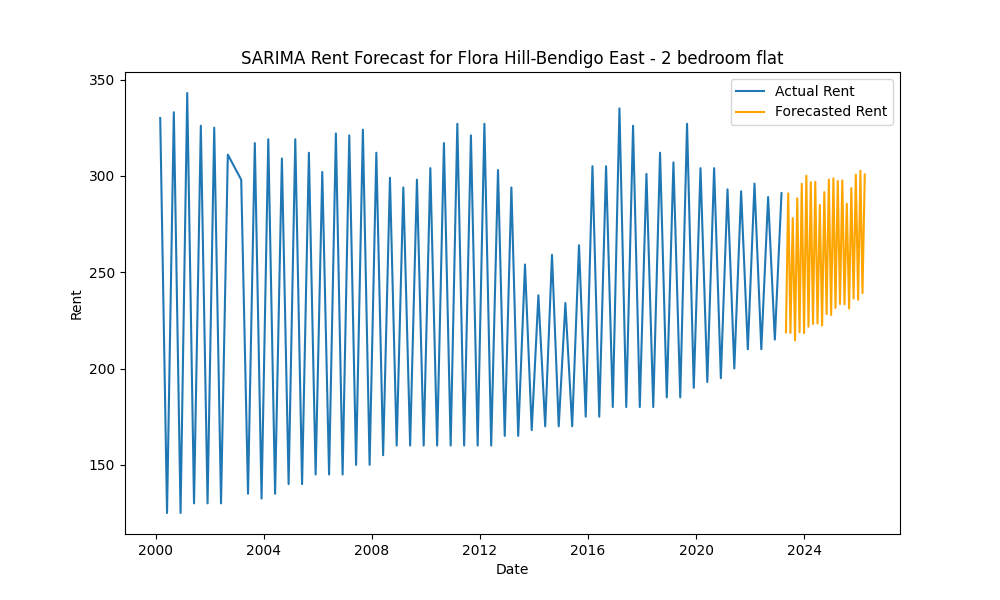 SARIMA Rent Forecast for Flora Hill-Bendigo East - 2 bedroom flat
Actual Rent
Forecasted Rent
350
300
250
200
150
Rent
2000 2004 2008 2012 2016 2020 2024
Date